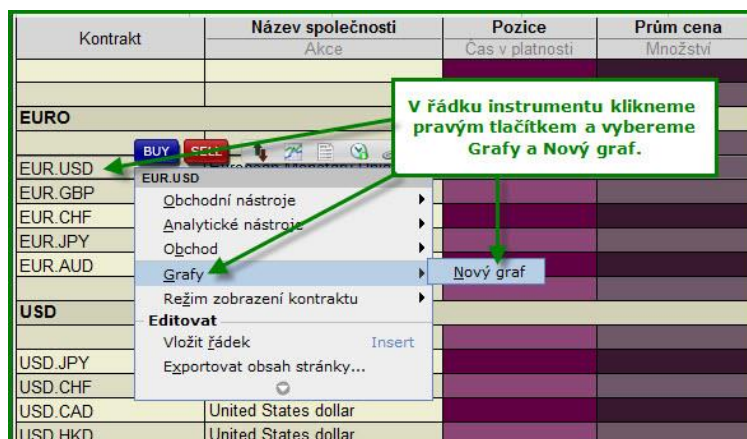 Kontrakt
Název společnosti
Pozice
Prům cena
Akce
Čas v platnosti
Množství
V řádku instrumentu klikneme
pravým tlačítkem a vybereme
Grafy a Nový graf.
EURO
BUY SELL
EUR.USD
EUR.USD
Obchodní nástroje
Analytické nástroje
Obchod
Grafy
Nový graf
Režim zobrazení kontraktu
Editovat
Vložit řádek Insert
Exportovat obsah stránky...
EUR.GBP
EUR.CHF
EUR.JPY
EUR.AUD
USD
USD.JPY
USD.CHF
USD.CAD United States dollar
USD.HKD United States dollar